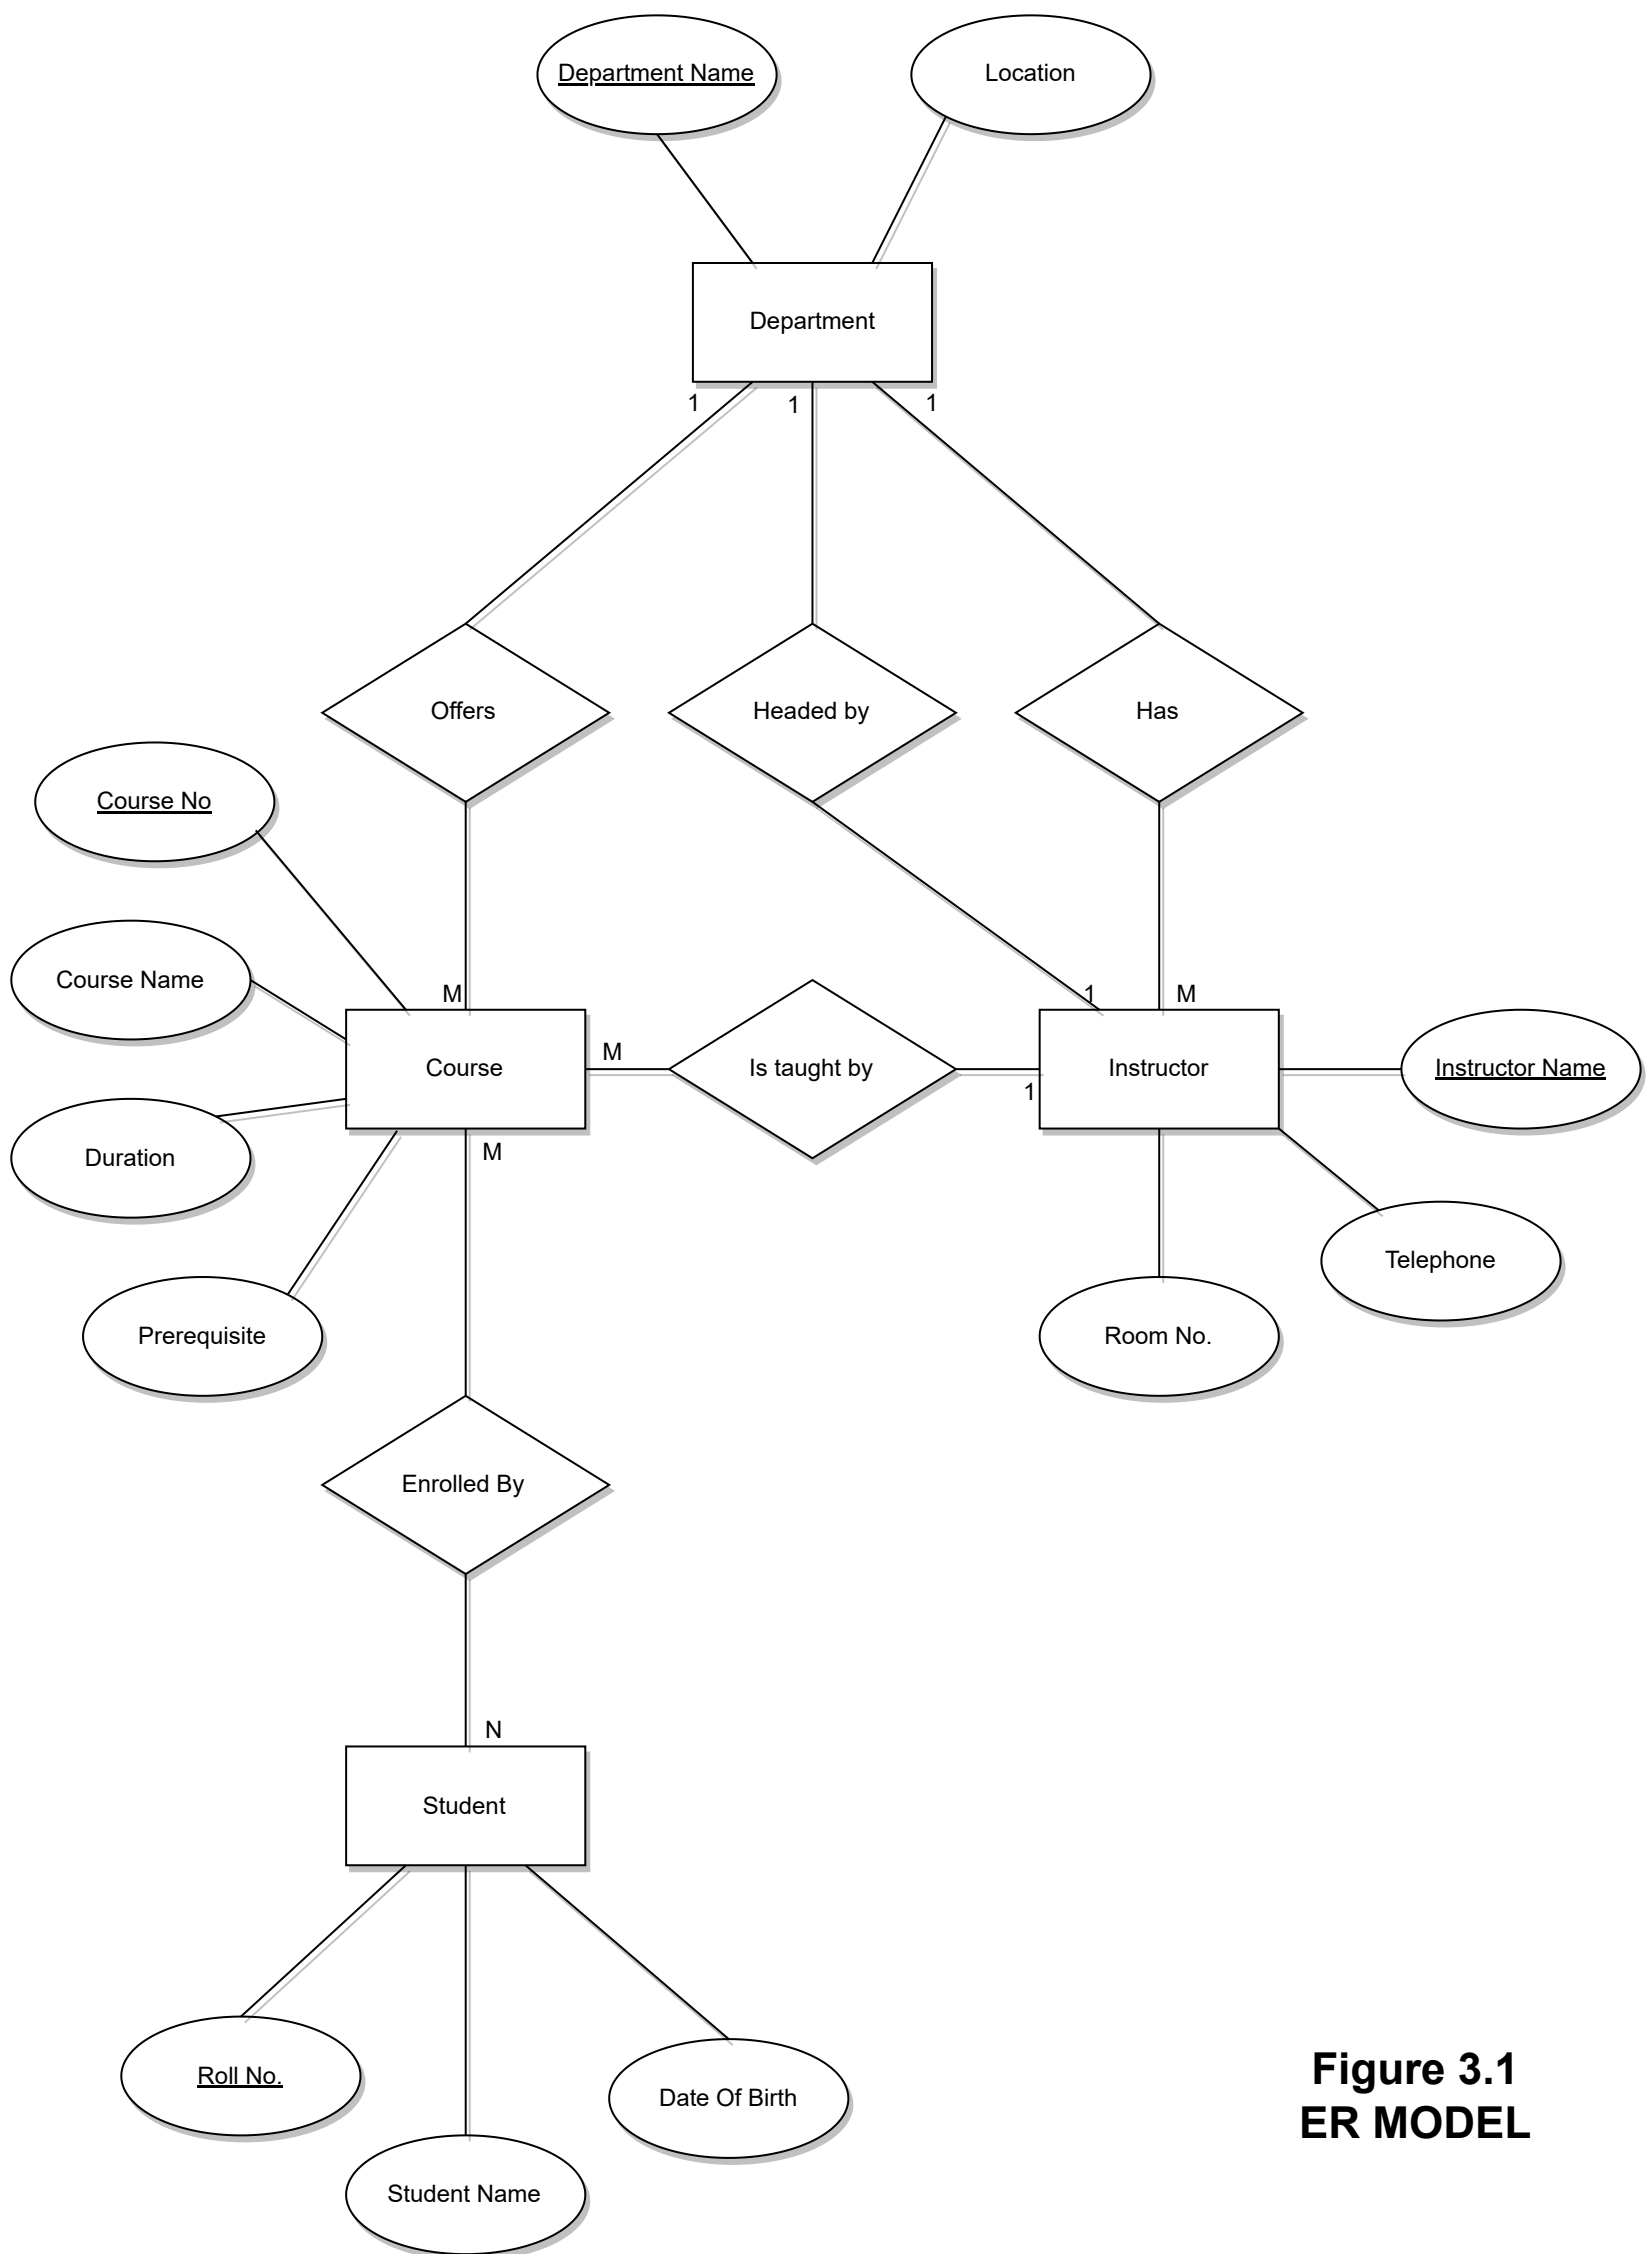 Department Name
Location
Department
1
1
1
Offers
Headed by
Has
Course No
Course Name
M
1
M
Course
M
Is taught by
1
Instructor
Instructor Name
M
Duration
Telephone
Prerequisite
Room No.
Enrolled By
N
Student
Roll No.
Date Of Birth
Student Name
Figure 3.1
ER MODEL